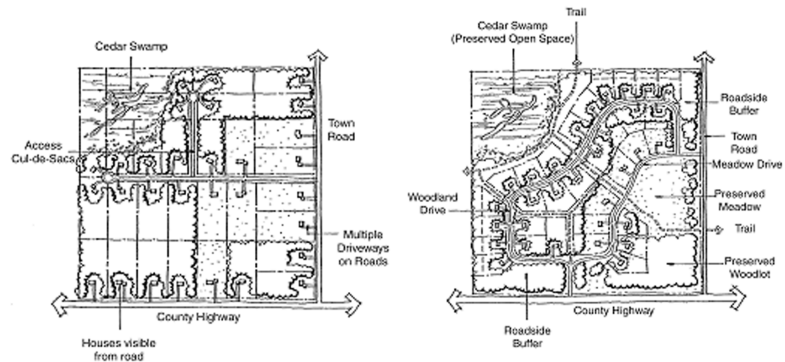 Cedar Swamp
Access
Cul-de-Sacs
Town
Road
Multiple
Driveways
on Roads
County Highway
Houses visible
from road
Trail
Cedar Swamp
(Preserved Open Space)
Roadside
Buffer
Town
Road
Meadow Drive
Woodland
Drive
Preserved
Meadow
Trail
Preserved
Woodlot
County Highway
Roadside
Buffer